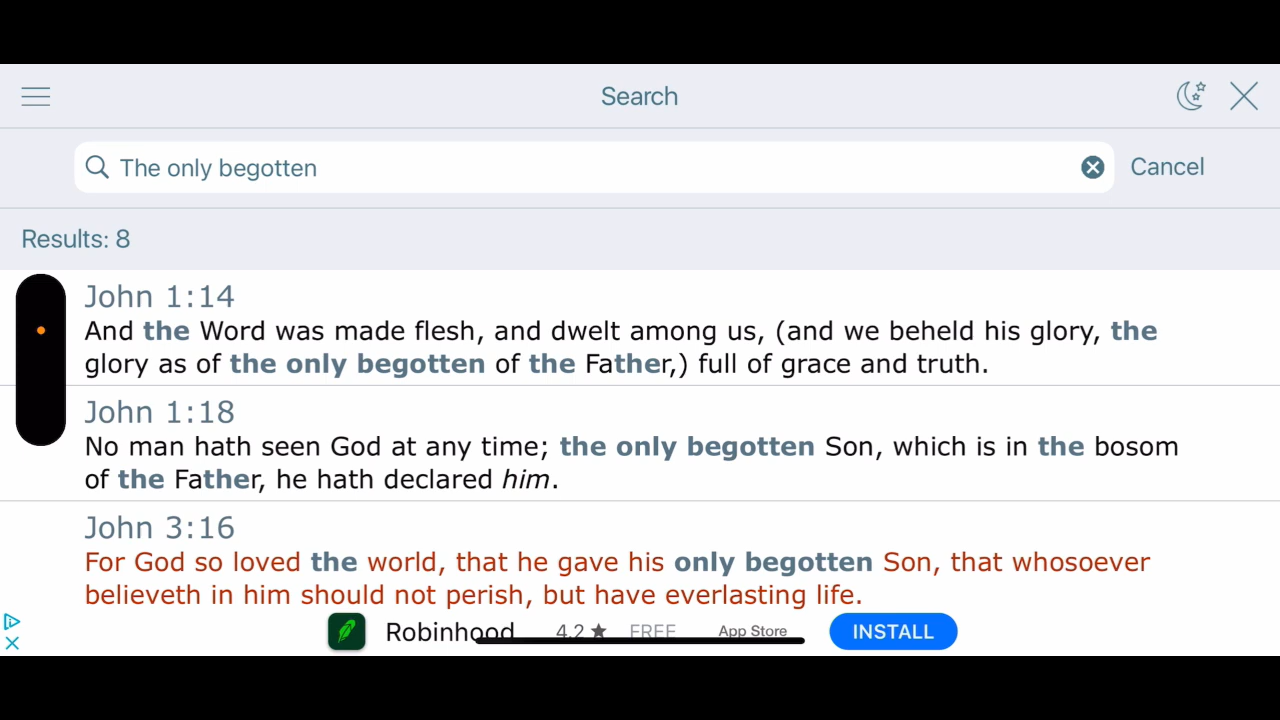 Search
The only begotten
Cancel
Results: 8
John 1:14
And the Word was made flesh, and dwelt among us, (and we beheld his glory, the
glory as of the only begotten of the Father,) full of grace and truth.
John 1:18
No man hath seen God at any time; the only begotten Son, which is in the bosom
of the Father, he hath declared him.
John 3:16
For God so loved the world, that he gave his only begotten Son, that whosoever
believeth in him should not perish, but have everlasting life.
Robinhood 4.2★ FREE App Store INSTALL